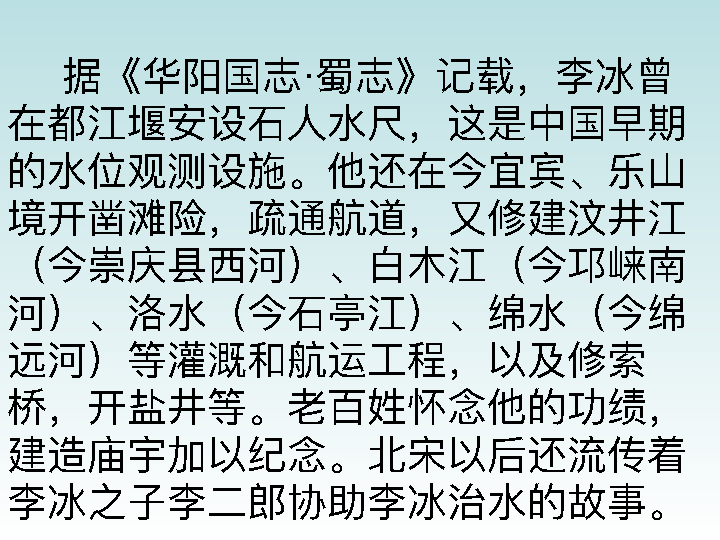 据《华阳国志·蜀志》记载，李冰曾
在都江堰安设石人水尺，这是中国早期
的水位观测设施。他还在今宜宾、乐山
境开凿滩险，疏通航道，又修建汶井江
（今崇庆县西河）、白木江（今邛崃南
河）、洛水（今石亭江）、绵水（今绵
远河）等灌溉和航运工程，以及修索
桥，开盐井等。老百姓怀念他的功绩，
建造庙宇加以纪念。北宋以后还流传着
李冰之子李二郎协助李冰治水的故事。